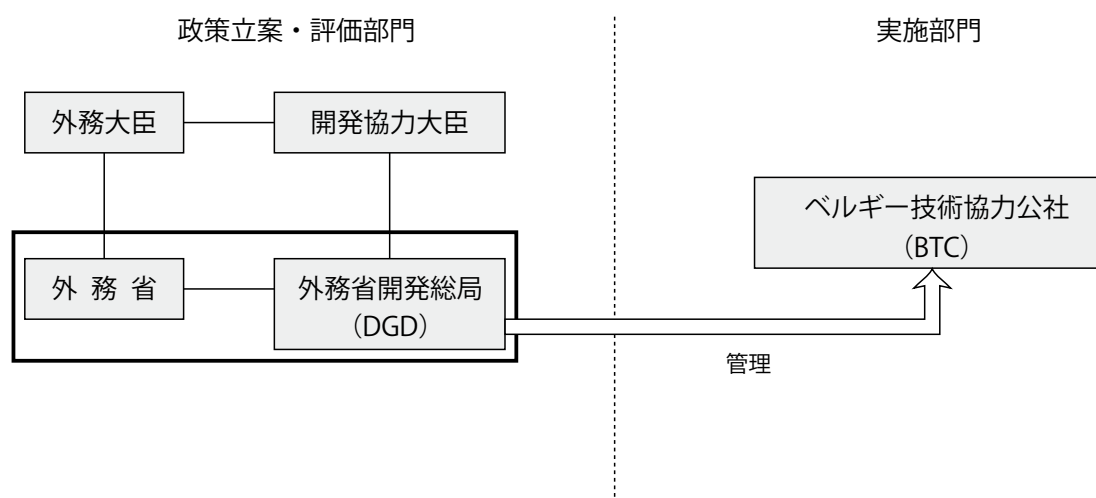 政策立案・評価部門
実施部門
外務大臣
開発協力大臣
ベルギー技術協力公社
（BTC）
外 務 省
外務省開発総局
（DGD）
管理